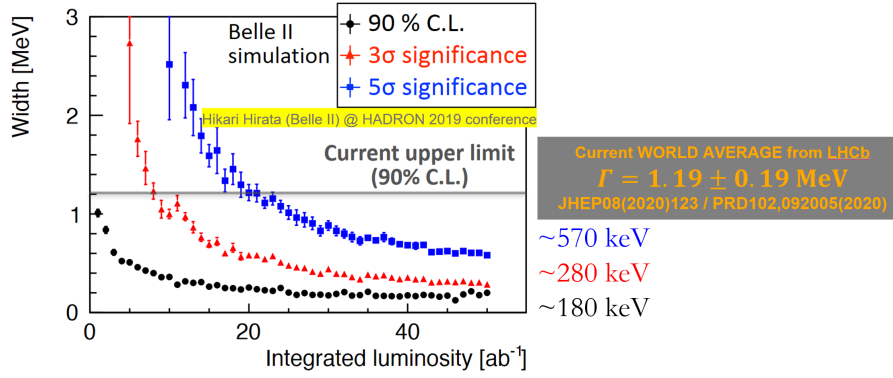 3
2
1
0
Width [MeV]
Belle II
simulation
90 % C.L.
3σ significance
5σ significance
Hikari Hirata (Belle II) @ HADRON 2019 conference
Current upper limit
(90% C.L.)
0 20 40
Integrated luminosity [ab⁻¹]
Current WORLD AVERAGE from LHCb
Γ = 1.19 ± 0.19 MeV
JHEP08(2020)123 / PRD102,092005(2020)
~570 keV
~280 keV
~180 keV